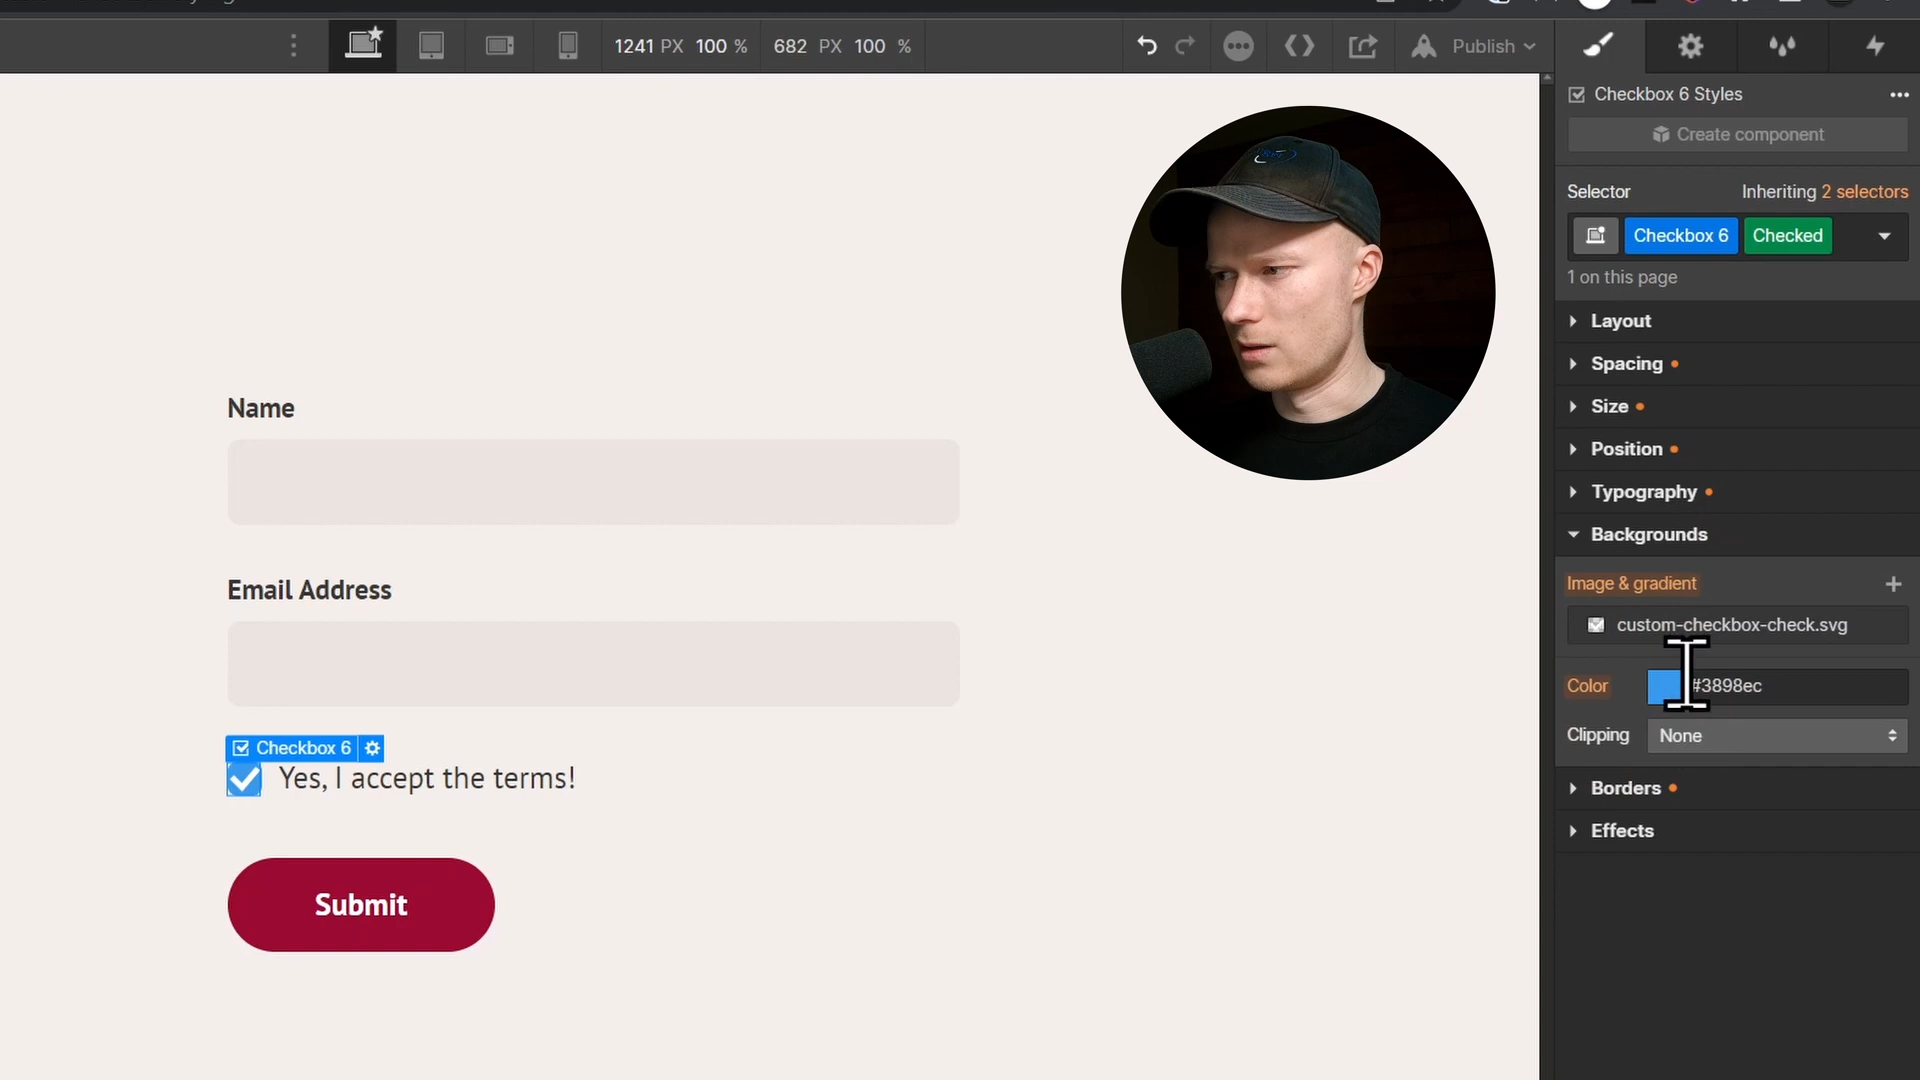 1241 PX 100 % 682 PX 100 %
Publish
Checkbox 6 Styles
Create component
Selector Inheriting 2 selectors
Checkbox 6 Checked
1 on this page
Layout
Spacing
Size
Position
Typography
Backgrounds
Image & gradient
custom-checkbox-check.svg
Color #3898ec
Clipping None
Borders
Effects
Name
Email Address
Checkbox 6
Yes, I accept the terms!
Submit